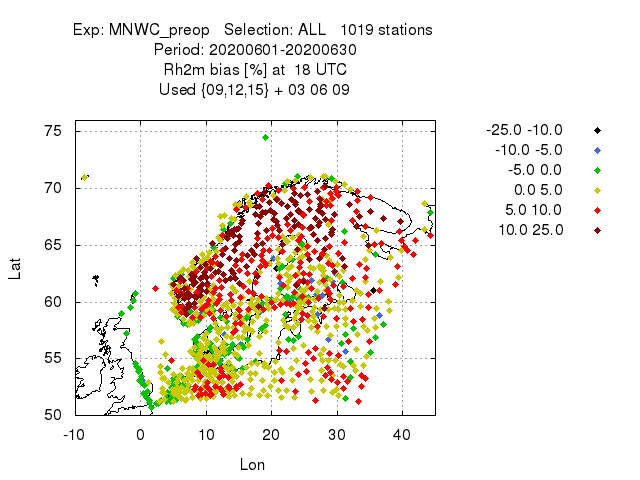 Exp: MNWC_preop   Selection: ALL   1019 stations
Period: 20200601-20200630
Rh2m bias [%] at  18 UTC
Used {09,12,15} + 03 06 09
-25.0 -10.0
-10.0 -5.0
-5.0 0.0
0.0 5.0
5.0 10.0
10.0 25.0
75
70
65
60
55
50
Lat
-10 0 10 20 30 40
Lon